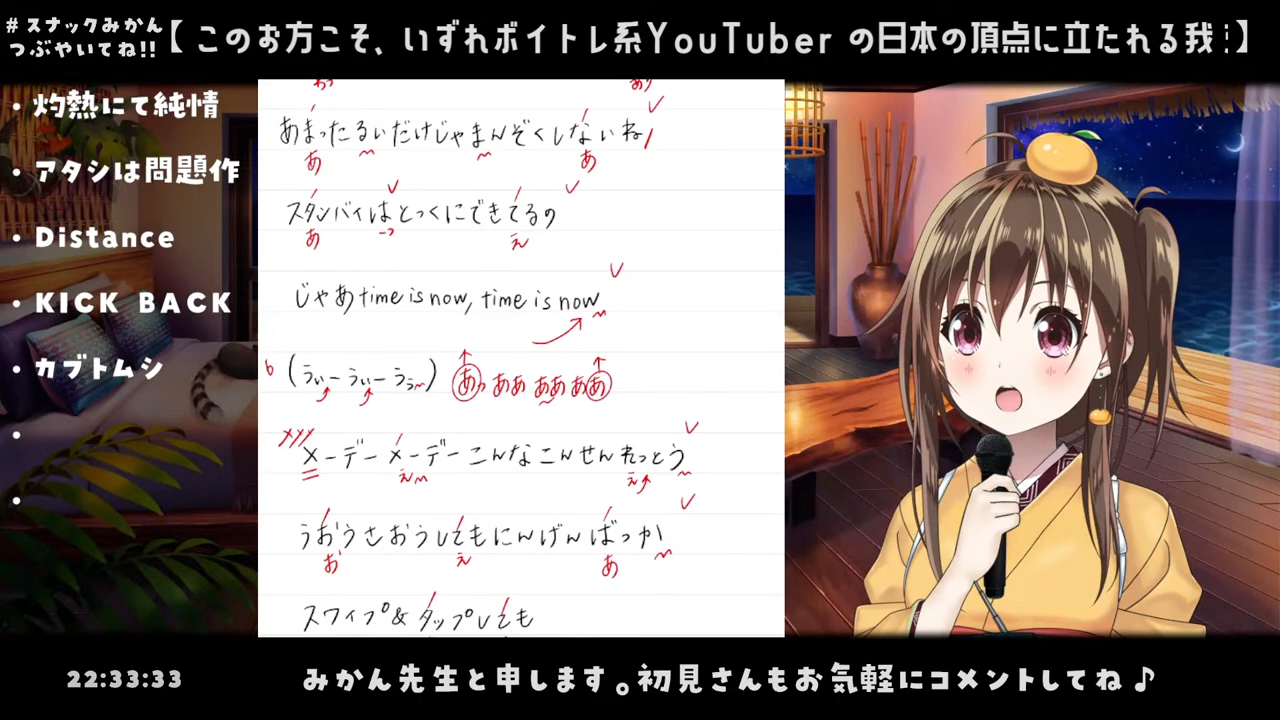 #スナックみかん
つぶやいてね!!
【このお方こそ、いずれボイトレ系YouTuberの日本の頂点に立たれる我】
・灼熱にて純情
・アタシは問題作
・Distance
・KICK BACK
・カブトムシ
・
・
あまったるいだけじゃまんぞくしないね
あ あ
スタンバイはとっくにできてるの
あ っ え
じゃあtime is now, time is now
(うぃーうぃーうぅ) あっ ああ ああ ああ
メーデーメーデーこんなこんせんれっとう
え え
うおうさおうしてもにんげんばっか
お え あ
スワイプ&タップしても
22:33:33
みかん先生と申します。初見さんもお気軽にコメントしてね♪